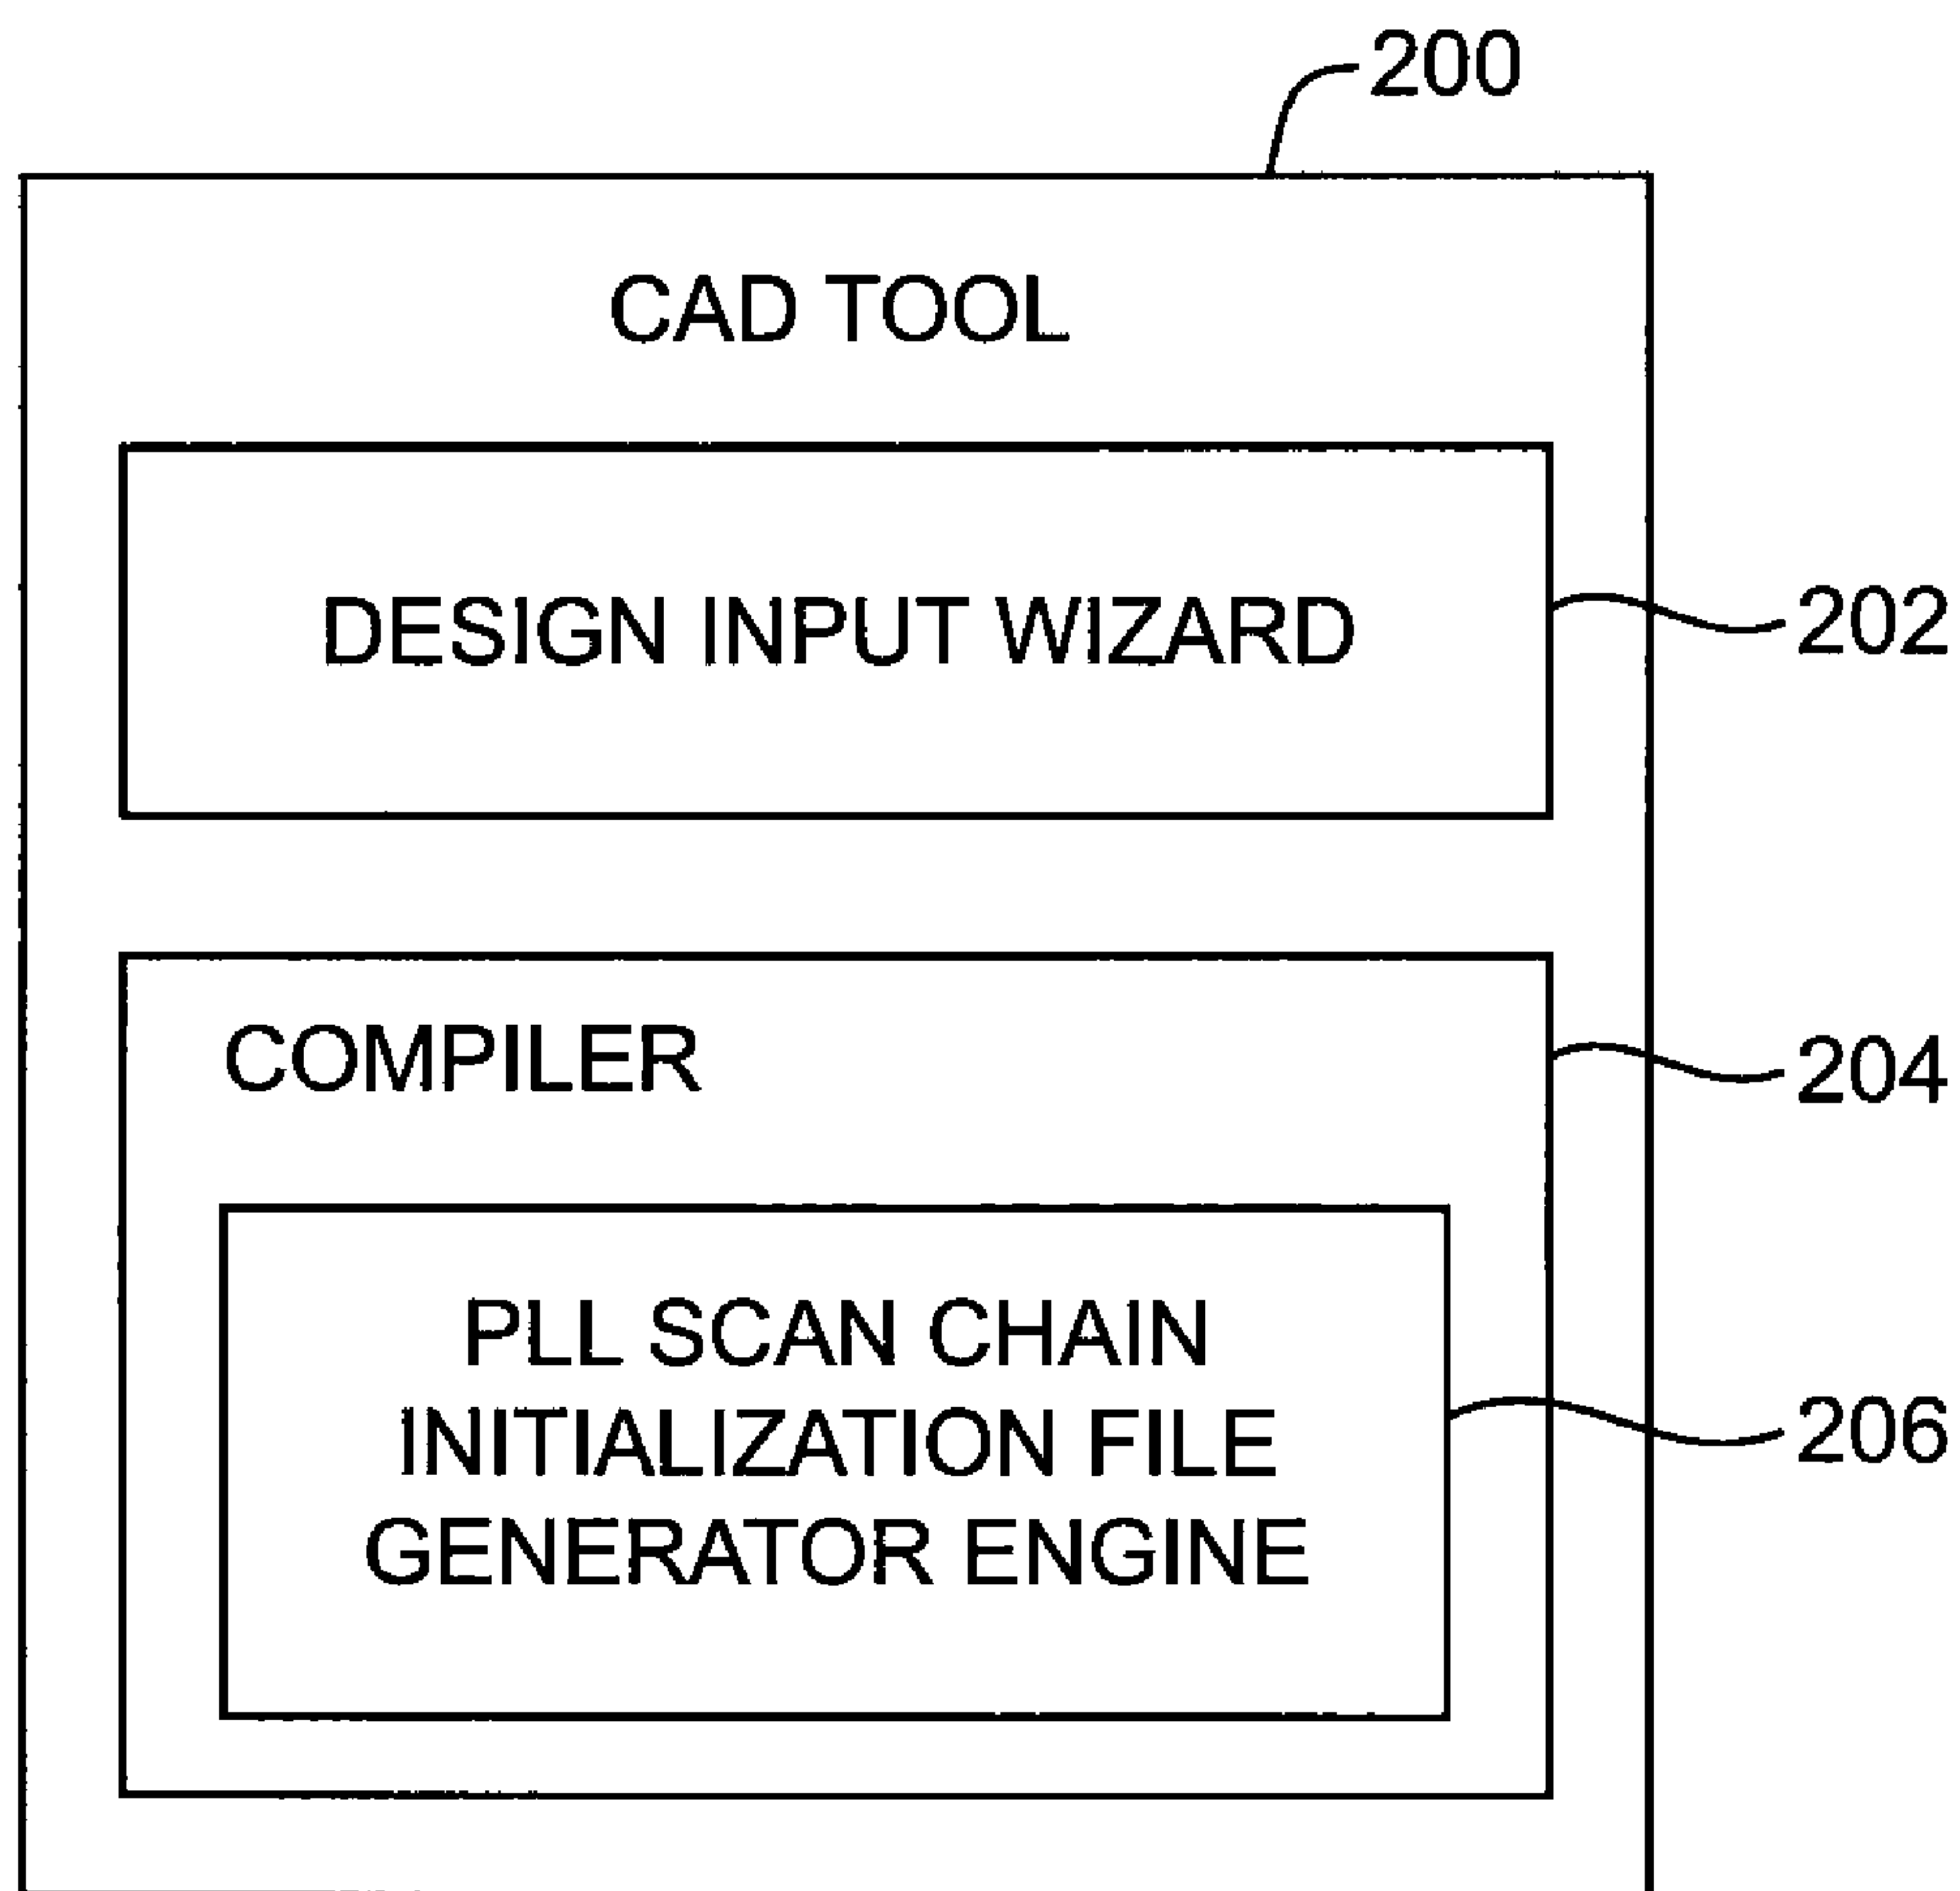 200
CAD TOOL
DESIGN INPUT WIZARD
202
COMPILER
204
PLL SCAN CHAIN
INITIALIZATION FILE
GENERATOR ENGINE
206